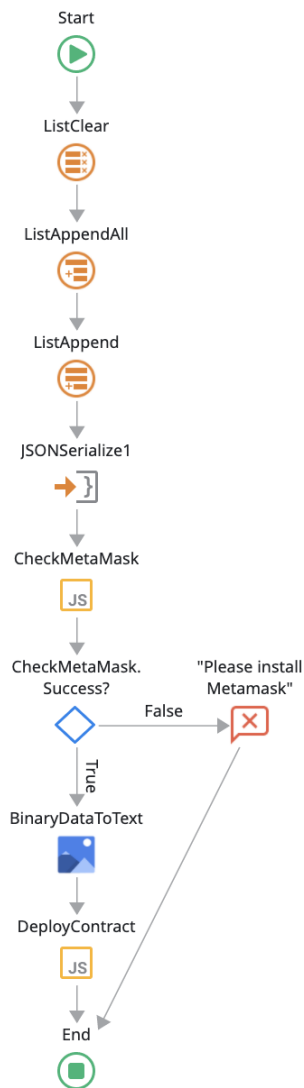 Start
ListClear
ListAppendAll
ListAppend
JSONSerialize1
}
CheckMetaMask
JS
CheckMetaMask.
Success?
"Please install
Metamask"
False
True
BinaryDataToText
DeployContract
JS
End